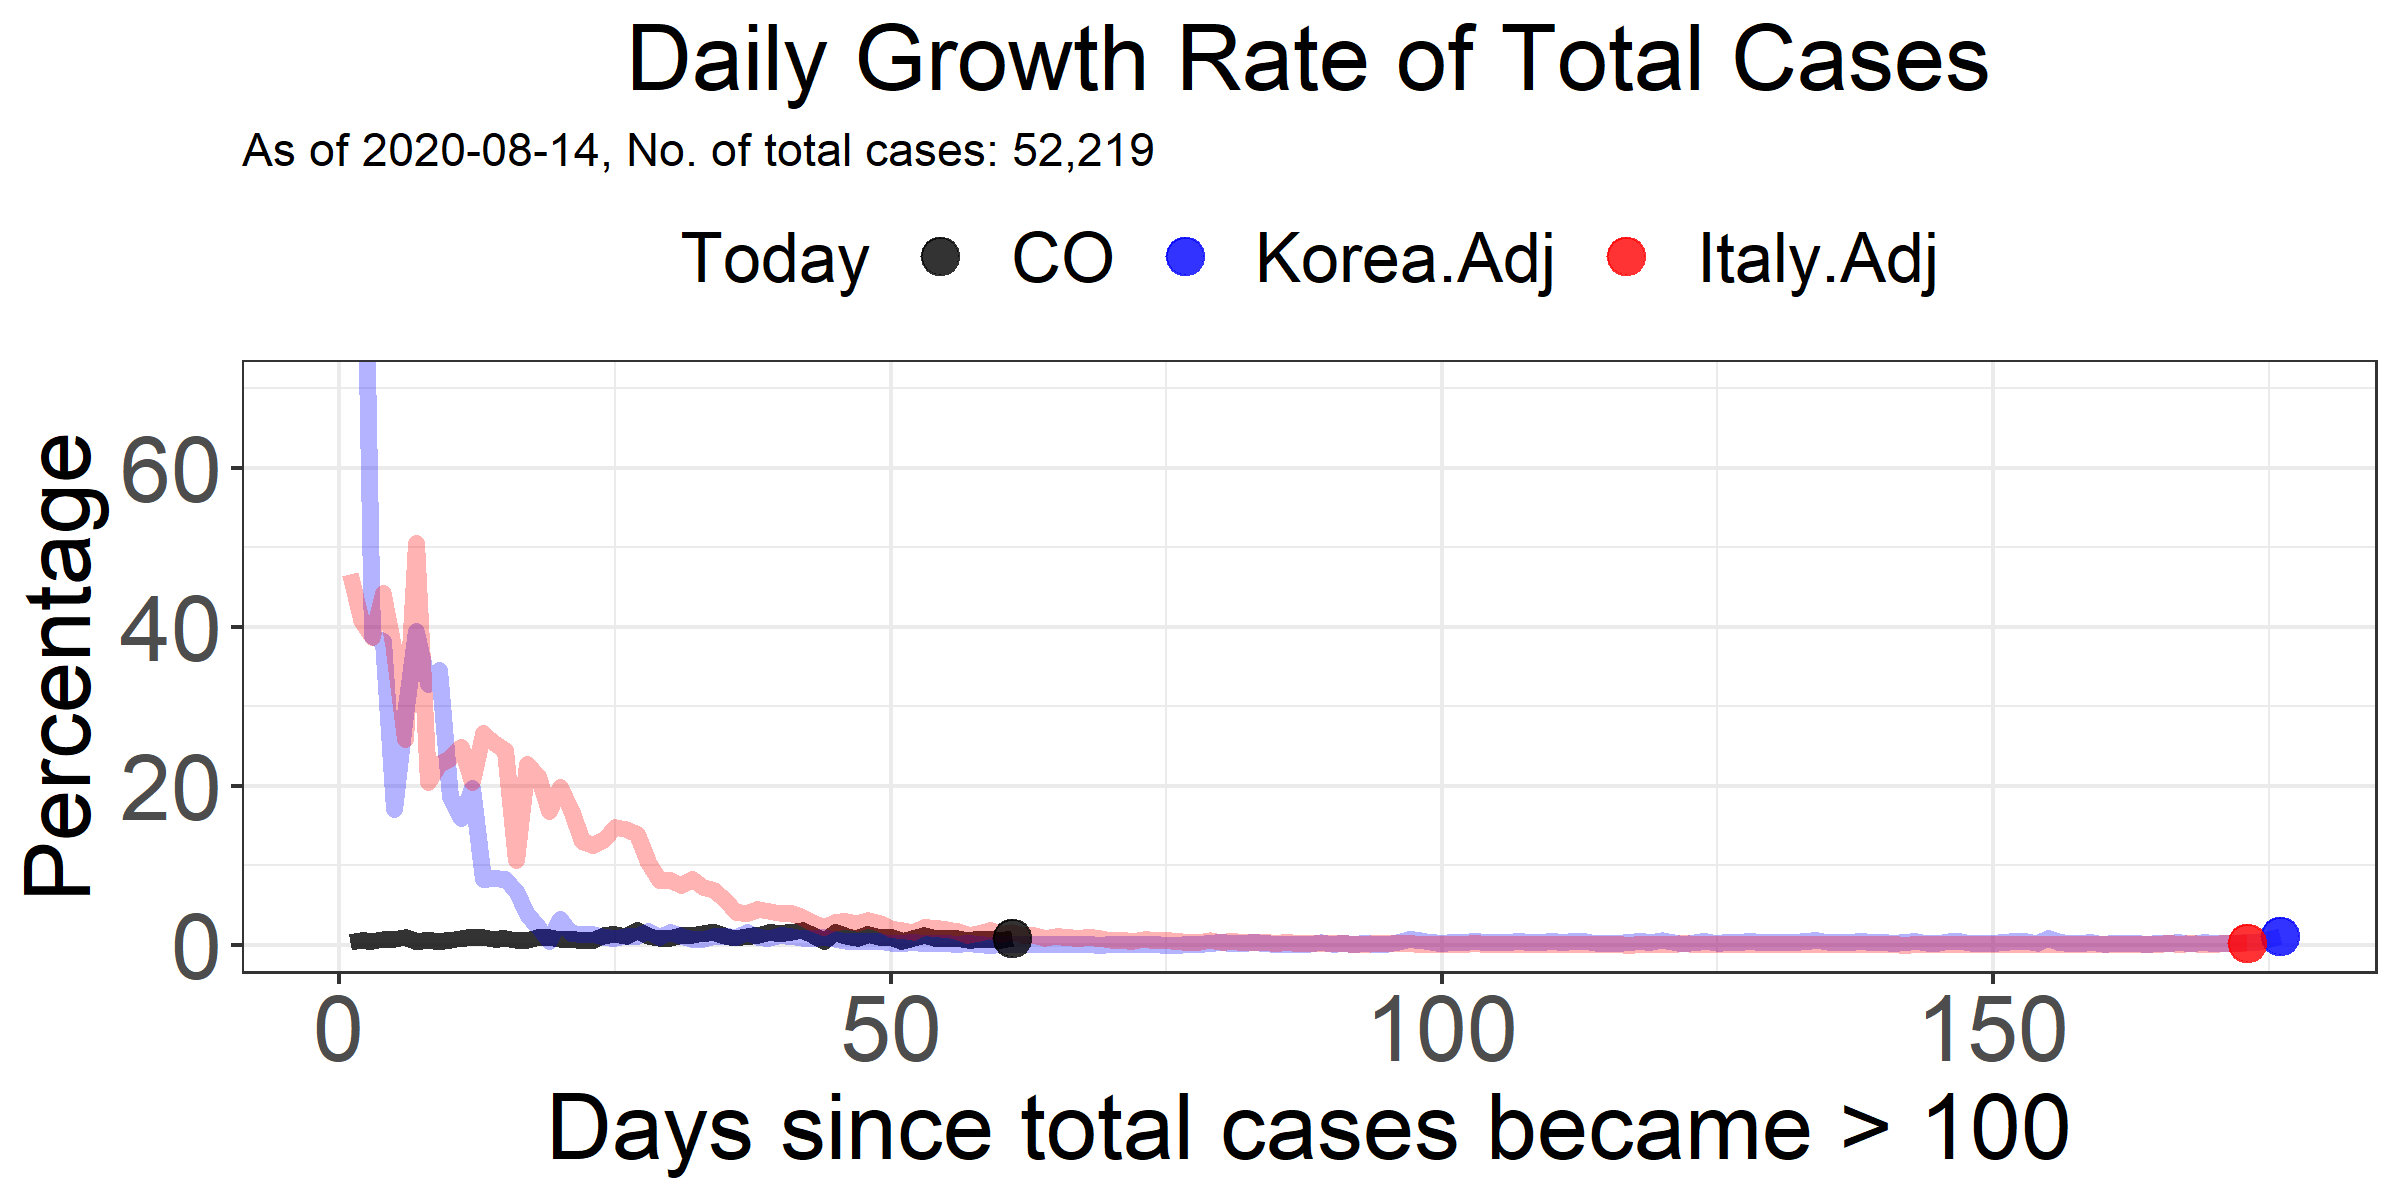 Daily Growth Rate of Total Cases
As of 2020-08-14, No. of total cases: 52,219
Today CO Korea.Adj Italy.Adj
Percentage
60
40
20
0
0 50 100 150
Days since total cases became > 100